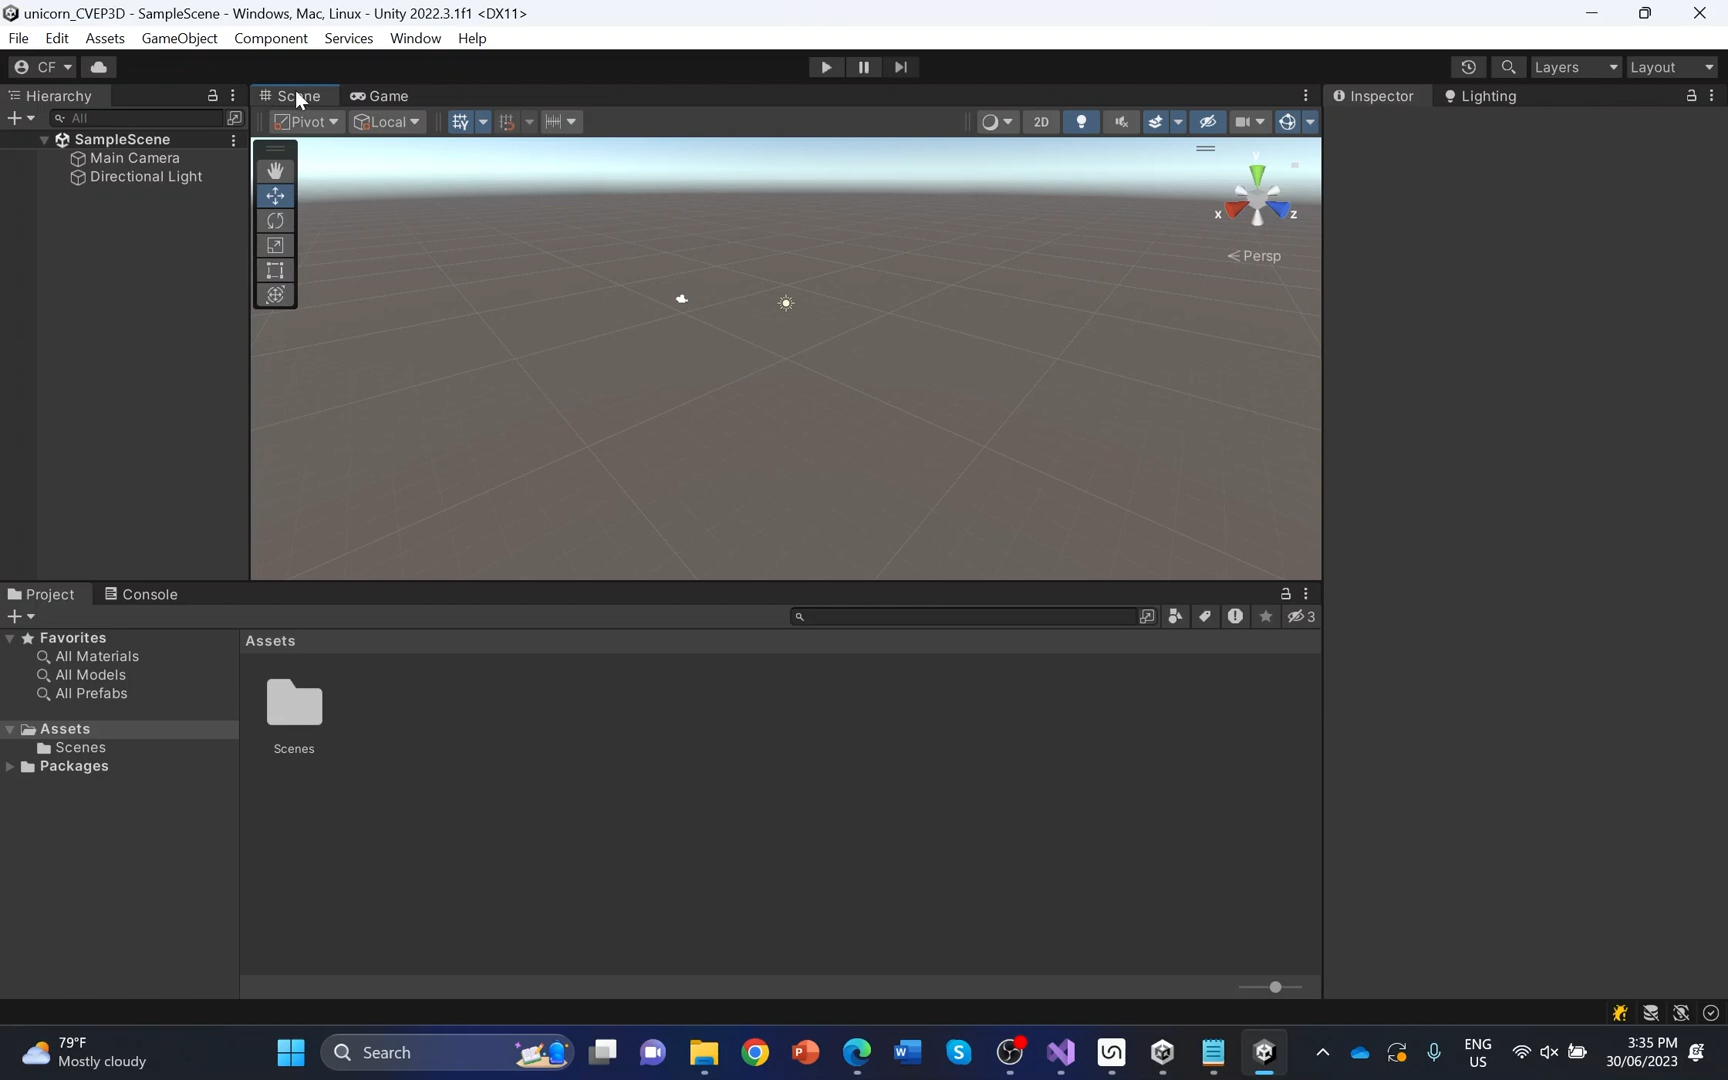 unicorn_CVEP3D - SampleScene - Windows, Mac, Linux - Unity 2022.3.1f1 <DX11>
File Edit Assets GameObject Component Services Window Help
CF Layers Layout
Hierarchy Scene Game Inspector Lighting
All Pivot Local 2D
SampleScene
Main Camera
Directional Light
y
x z
Persp
Project Console
3
Favorites Assets
All Materials
All Models
All Prefabs
Assets
Scenes Scenes
Packages
79°F
Mostly cloudy
Search
ENG
US
3:35 PM
30/06/2023